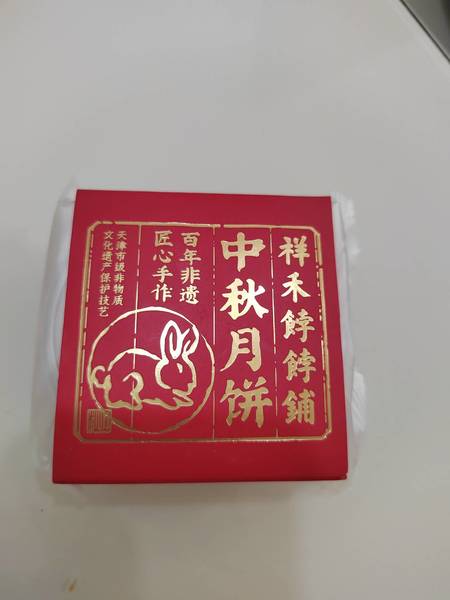 祥禾饽饽鋪
中秋月饼
百年非遗
匠心手作
天津市级非物质
文化遗产保护技艺